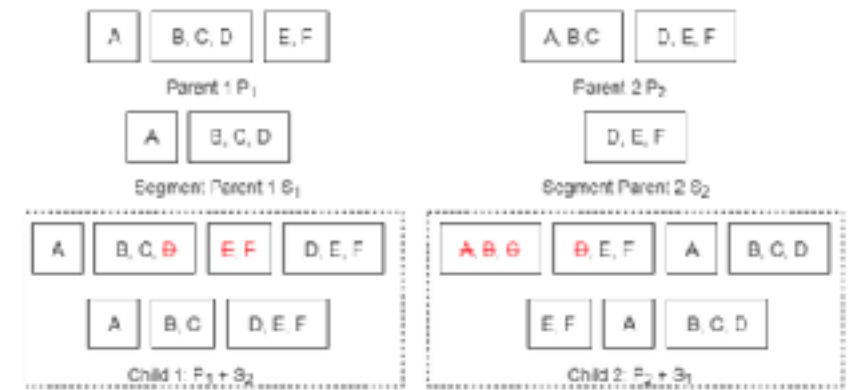 A B, C, D E, F A, B,C D, E, F
Parent 1 P1 Parent 2 P2
A B, C, D D, E, F
Segment Parent 1 S1 Segment Parent 2 S2
A B, C, D E, F D, E, F A, B, C D, E, F A B, C, D
A B, C D, E, F E, F A B, C, D
Child 1: P1 + S2 Child 2: P2 + S1